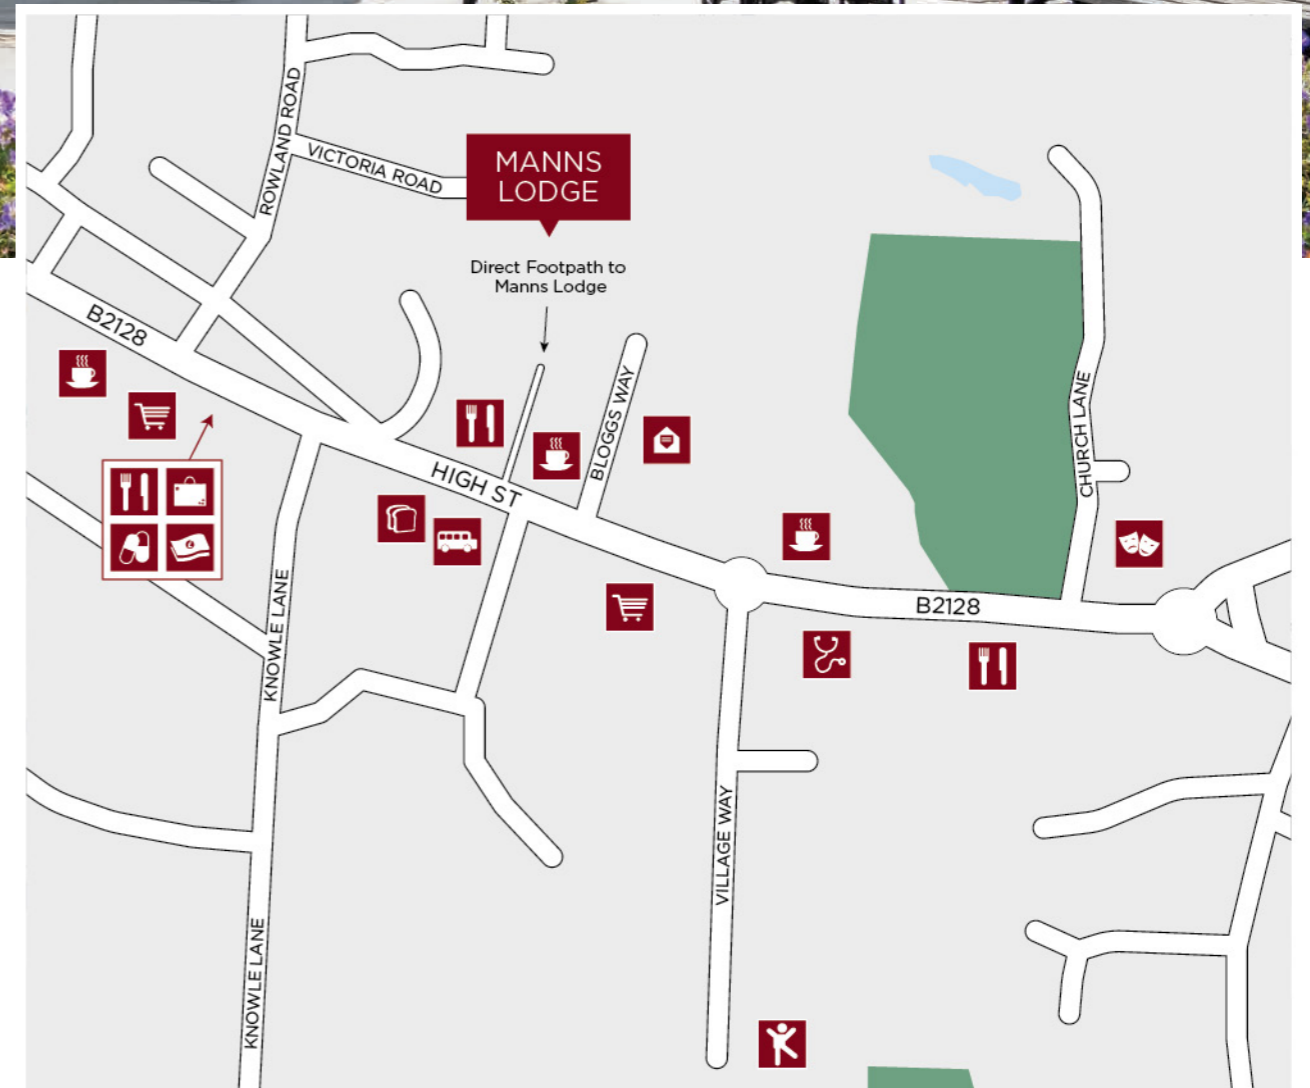 ROWLAND ROAD
VICTORIA ROAD
MANNS
LODGE
Direct Footpath to
Manns Lodge
B2128
HIGH ST
BLOGGS WAY
CHURCH LANE
B2128
KNOWLE LANE
VILLAGE WAY
KNOWLE LANE